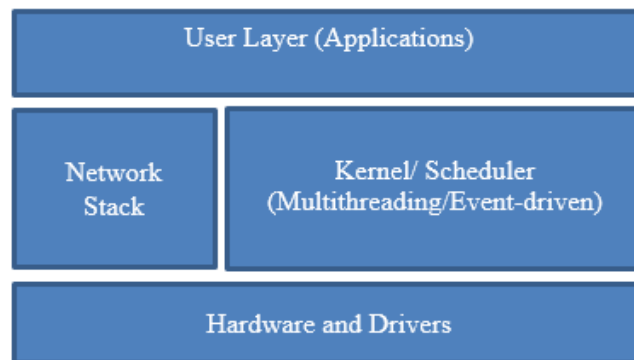 User Layer (Applications)
Network
Stack
Kernel/ Scheduler
(Multithreading/Event-driven)
Hardware and Drivers